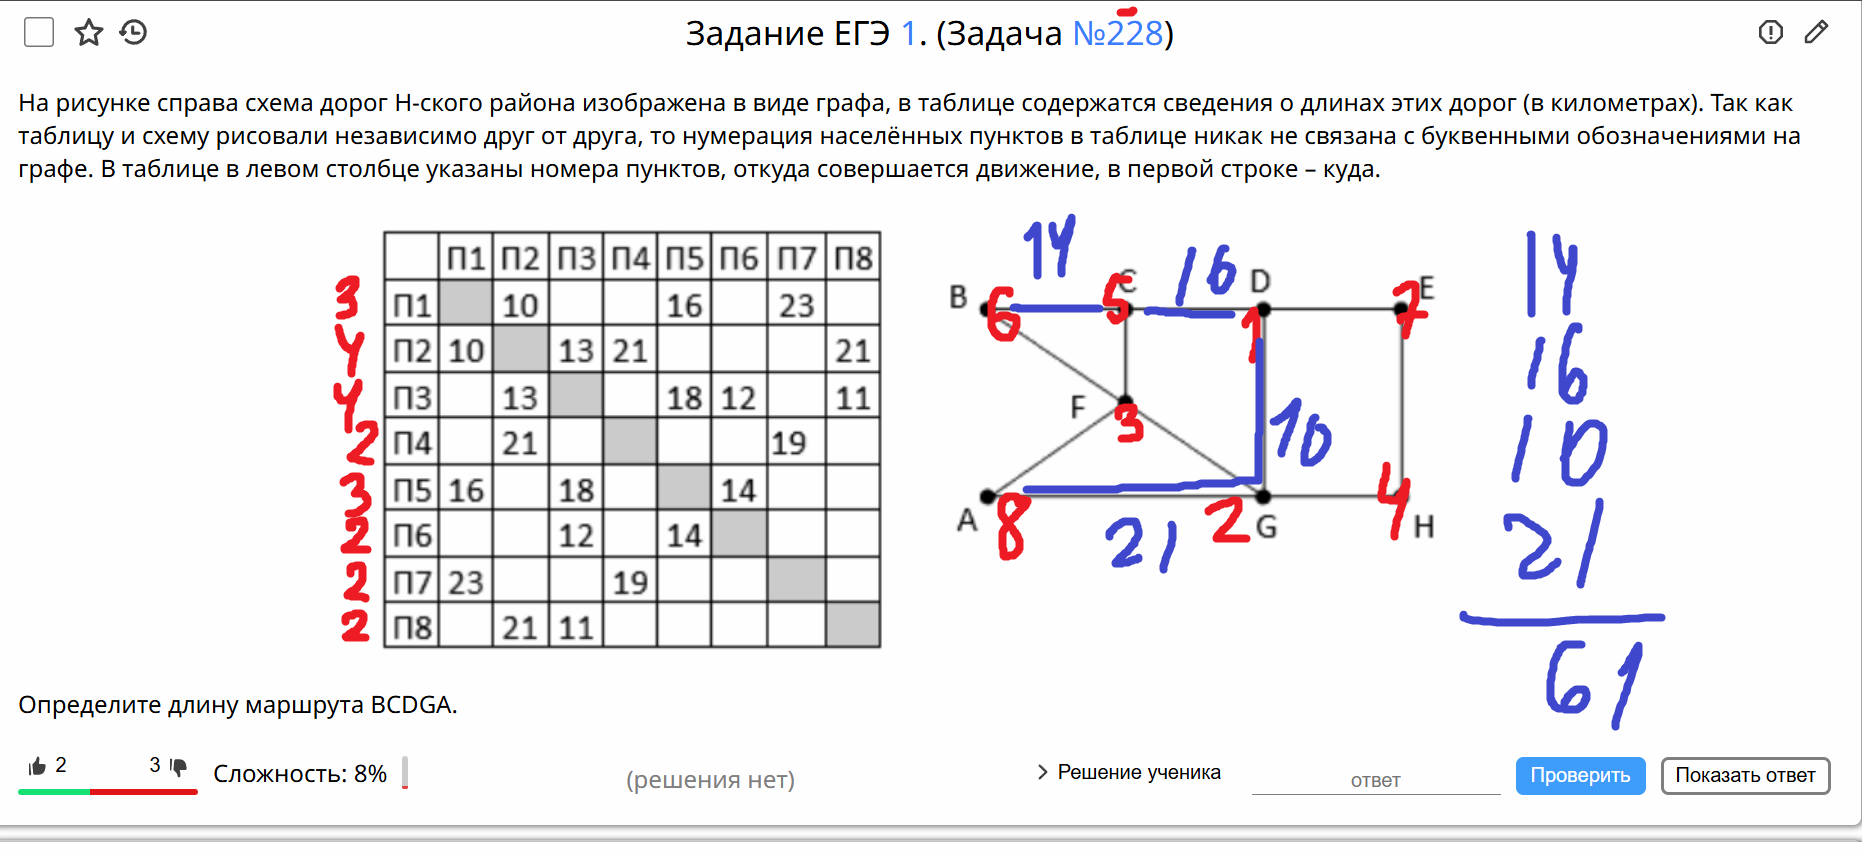 Задание ЕГЭ 1. (Задача №228)
На рисунке справа схема дорог Н-ского района изображена в виде графа, в таблице содержатся сведения о длинах этих дорог (в километрах). Так как
таблицу и схему рисовали независимо друг от друга, то нумерация населённых пунктов в таблице никак не связана с буквенными обозначениями на
графе. В таблице в левом столбце указаны номера пунктов, откуда совершается движение, в первой строке – куда.
П1 П2 П3 П4 П5 П6 П7 П8
3 П1 10 16 23
4 П2 10 13 21 21
4 П3 13 18 12 11
2 П4 21 19
3 П5 16 18 14
2 П6 12 14
2 П7 23 19
2 П8 21 11
14 16
B C D E
6 5 1 7
F 3 10
A G H
8 21 2 4
14
16
10
21
61
Определите длину маршрута BCDGA.
2 3 Сложность: 8% (решения нет) Решение ученика ответ Проверить Показать ответ